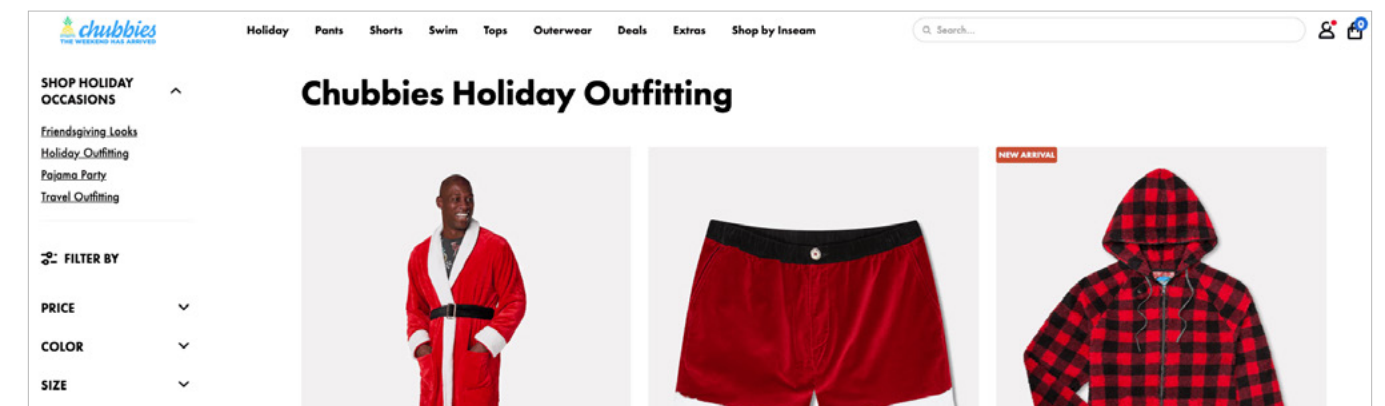 chubbies
THE WEEKEND HAS ARRIVED
Holiday Pants Shorts Swim Tops Outerwear Deals Extras Shop by Inseam
Search...
0
SHOP HOLIDAY
OCCASIONS
Friendsgiving Looks
Holiday Outfitting
Pajama Party
Travel Outfitting
FILTER BY
PRICE
COLOR
SIZE
Chubbies Holiday Outfitting
NEW ARRIVAL